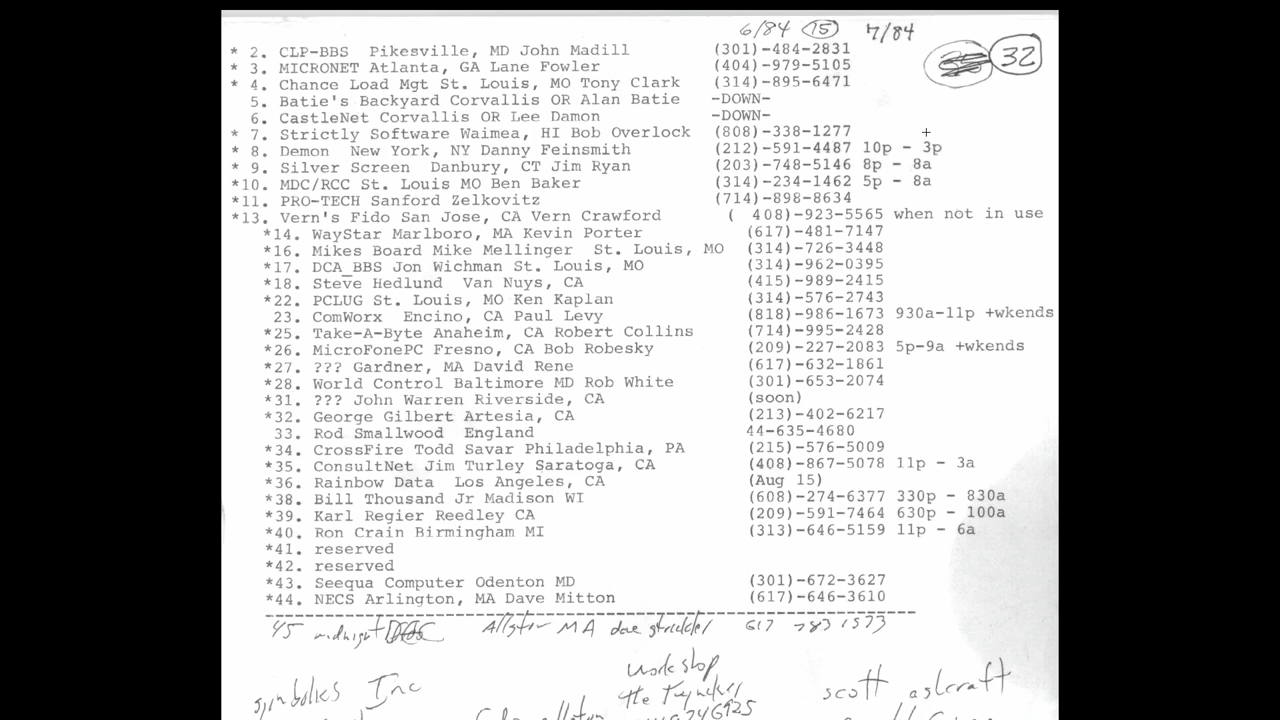 6/84 15 7/84
32
* 2. CLP-BBS Pikesville, MD John Madill (301)-484-2831
* 3. MICRONET Atlanta, GA Lane Fowler (404)-979-5105
* 4. Chance Load Mgt St. Louis, MO Tony Clark (314)-895-6471
5. Batie's Backyard Corvallis OR Alan Batie -DOWN-
6. CastleNet Corvallis OR Lee Damon -DOWN-
* 7. Strictly Software Waimea, HI Bob Overlock (808)-338-1277
* 8. Demon New York, NY Danny Feinsmith (212)-591-4487 10p - 3p
* 9. Silver Screen Danbury, CT Jim Ryan (203)-748-5146 8p - 8a
*10. MDC/RCC St. Louis MO Ben Baker (314)-234-1462 5p - 8a
*11. PRO-TECH Sanford Zelkovitz (714)-898-8634
*13. Vern's Fido San Jose, CA Vern Crawford ( 408)-923-5565 when not in use
*14. WayStar Marlboro, MA Kevin Porter (617)-481-7147
*16. Mikes Board Mike Mellinger St. Louis, MO (314)-726-3448
*17. DCA_BBS Jon Wichman St. Louis, MO (314)-962-0395
*18. Steve Hedlund Van Nuys, CA (415)-989-2415
*22. PCLUG St. Louis, MO Ken Kaplan (314)-576-2743
23. ComWorx Encino, CA Paul Levy (818)-986-1673 930a-11p +wkends
*25. Take-A-Byte Anaheim, CA Robert Collins (714)-995-2428
*26. MicroFonePC Fresno, CA Bob Robesky (209)-227-2083 5p-9a +wkends
*27. ??? Gardner, MA David Rene (617)-632-1861
*28. World Control Baltimore MD Rob White (301)-653-2074
*31. ??? John Warren Riverside, CA (soon)
*32. George Gilbert Artesia, CA (213)-402-6217
33. Rod Smallwood England 44-635-4680
*34. CrossFire Todd Savar Philadelphia, PA (215)-576-5009
*35. ConsultNet Jim Turley Saratoga, CA (408)-867-5078 11p - 3a
*36. Rainbow Data Los Angeles, CA (Aug 15)
*38. Bill Thousand Jr Madison WI (608)-274-6377 330p - 830a
*39. Karl Regier Reedley CA (209)-591-7464 630p - 100a
*40. Ron Crain Birmingham MI (313)-646-5159 11p - 6a
*41. reserved
*42. reserved
*43. Seequa Computer Odenton MD (301)-672-3627
*44. NECS Arlington, MA Dave Mitton (617)-646-3610
45 midnight Allston MA dave strickler 617 783 1573
workshop
symbolics Inc the scott ashcraft